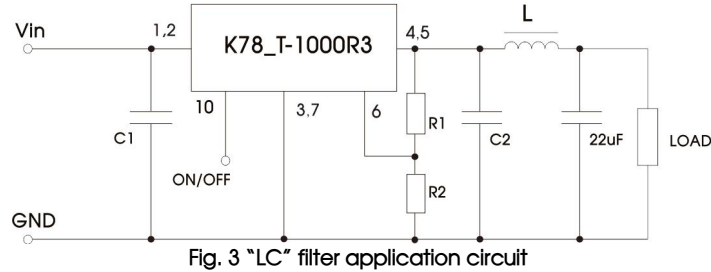 L
Vin
1,2
K78_T-1000R3
4,5
10
3,7
6
R1
C1
C2
22uF
LOAD
ON/OFF
R2
GND
Fig. 3 “LC” filter application circuit